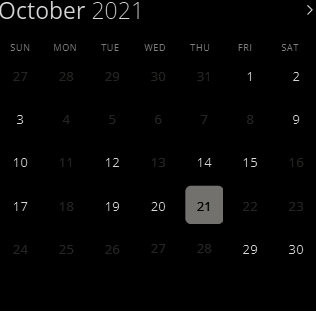 October 2021
SUN MON TUE WED THU FRI SAT
27 28 29 30 31 1 2
3 4 5 6 7 8 9
10 11 12 13 14 15 16
17 18 19 20 21 22 23
24 25 26 27 28 29 30